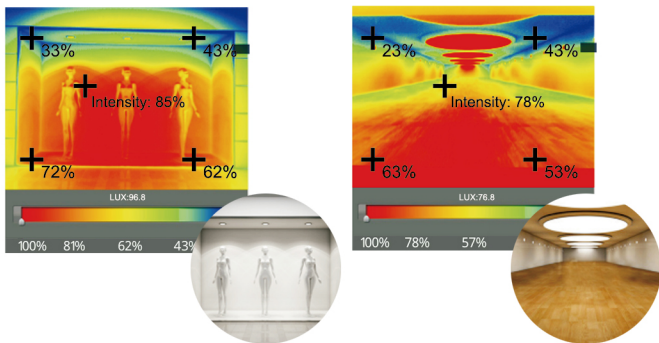 33%
43%
Intensity: 85%
72%
62%
LUX:96.8
100% 81% 62% 43%
23%
43%
Intensity: 78%
63%
53%
LUX:76.8
100% 78% 57%